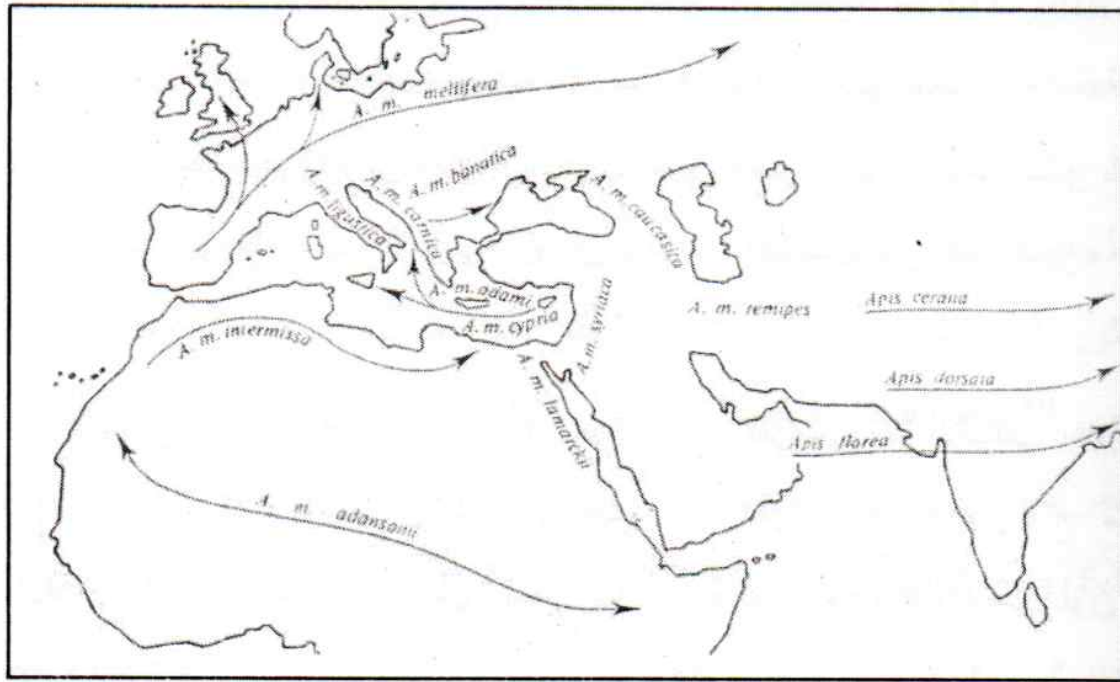 A. m. mellifera
A. m. banatica
A. m. carnica
A. m. ligustica
A. m. caucasica
A. m. adami
A. m. cypria
A. m. syriaca
A. m. remipes
Apis cerana
A. m. intermissa
A. m. lamarckii
Apis dorsata
Apis florea
A. m. adansonii